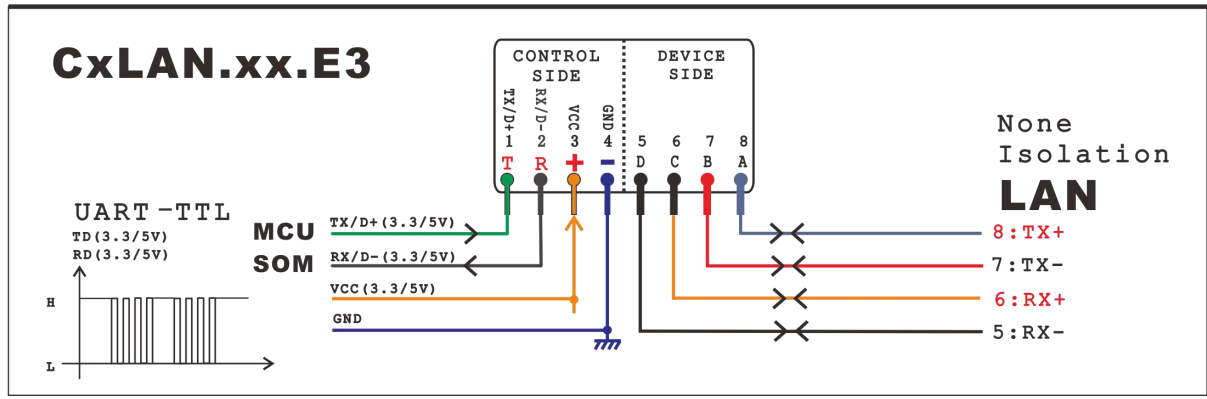 CxLAN.xx.E3
CONTROL SIDE
DEVICE SIDE
TX/D+
RX/D-
VCC
GND
1 2 3 4 5 6 7 8
T R + − D C B A
None
Isolation
LAN
UART-TTL
TD(3.3/5V)
RD(3.3/5V)
H
L
MCU
SOM
TX/D+(3.3/5V)
RX/D-(3.3/5V)
VCC(3.3/5V)
GND
8:TX+
7:TX-
6:RX+
5:RX-